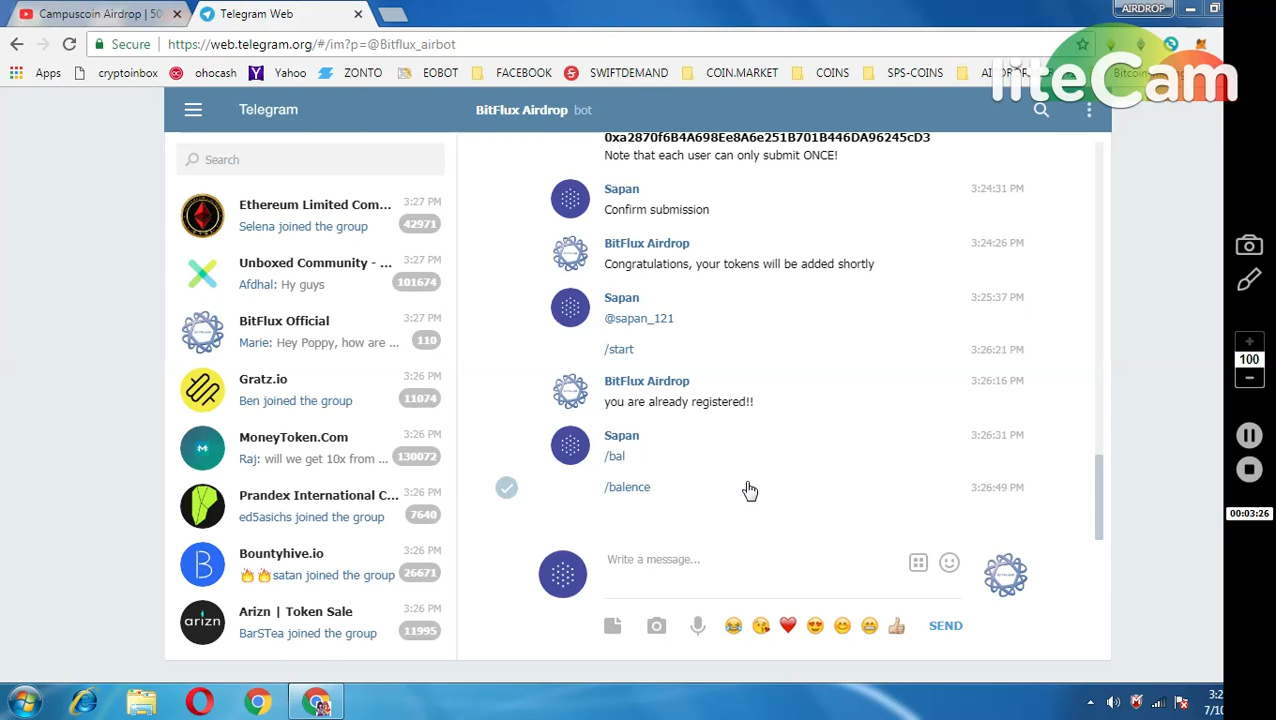 Campuscoin Airdrop | 50
Telegram Web
AIRDROP
Secure
https://web.telegram.org/#/im?p=@Bitflux_airbot
Apps
cryptoinbox
ohocash
Yahoo
ZONTO
EOBOT
FACEBOOK
SWIFTDEMAND
COIN.MARKET
COINS
SPS-COINS
liteCam
Telegram
BitFlux Airdrop bot
Search
Ethereum Limited Com...
3:27 PM
Selena joined the group
42971
Unboxed Community - ...
3:27 PM
Afdhal: Hy guys
101674
BitFlux Official
3:27 PM
Marie: Hey Poppy, how are ...
110
Gratz.io
3:26 PM
Ben joined the group
11074
MoneyToken.Com
3:26 PM
Raj: will we get 10x from ...
130072
Prandex International C...
3:26 PM
ed5asichs joined the group
7640
Bountyhive.io
3:26 PM
🔥🔥satan joined the group
26671
Arizn | Token Sale
3:26 PM
BarSTea joined the group
11995
arizn
0xa2870f6B4A698Ee8A6e251B701B446DA96245cD3
Note that each user can only submit ONCE!
Sapan
3:24:31 PM
Confirm submission
BitFlux Airdrop
3:24:26 PM
Congratulations, your tokens will be added shortly
Sapan
3:25:37 PM
@sapan_121
/start
3:26:21 PM
BitFlux Airdrop
3:26:16 PM
you are already registered!!
Sapan
3:26:31 PM
/bal
/balence
3:26:49 PM
Write a message...
SEND
100
00:03:26